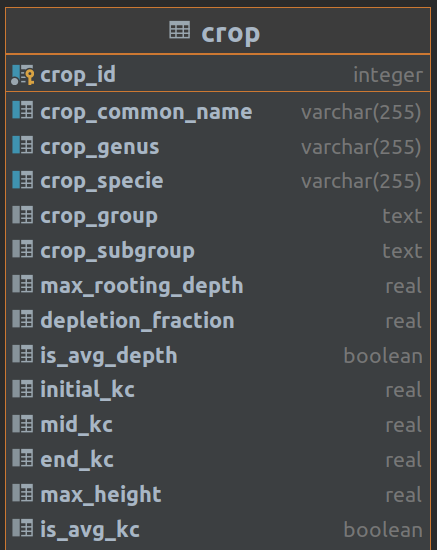 crop
crop_id integer
crop_common_name varchar(255)
crop_genus varchar(255)
crop_specie varchar(255)
crop_group text
crop_subgroup text
max_rooting_depth real
depletion_fraction real
is_avg_depth boolean
initial_kc real
mid_kc real
end_kc real
max_height real
is_avg_kc boolean